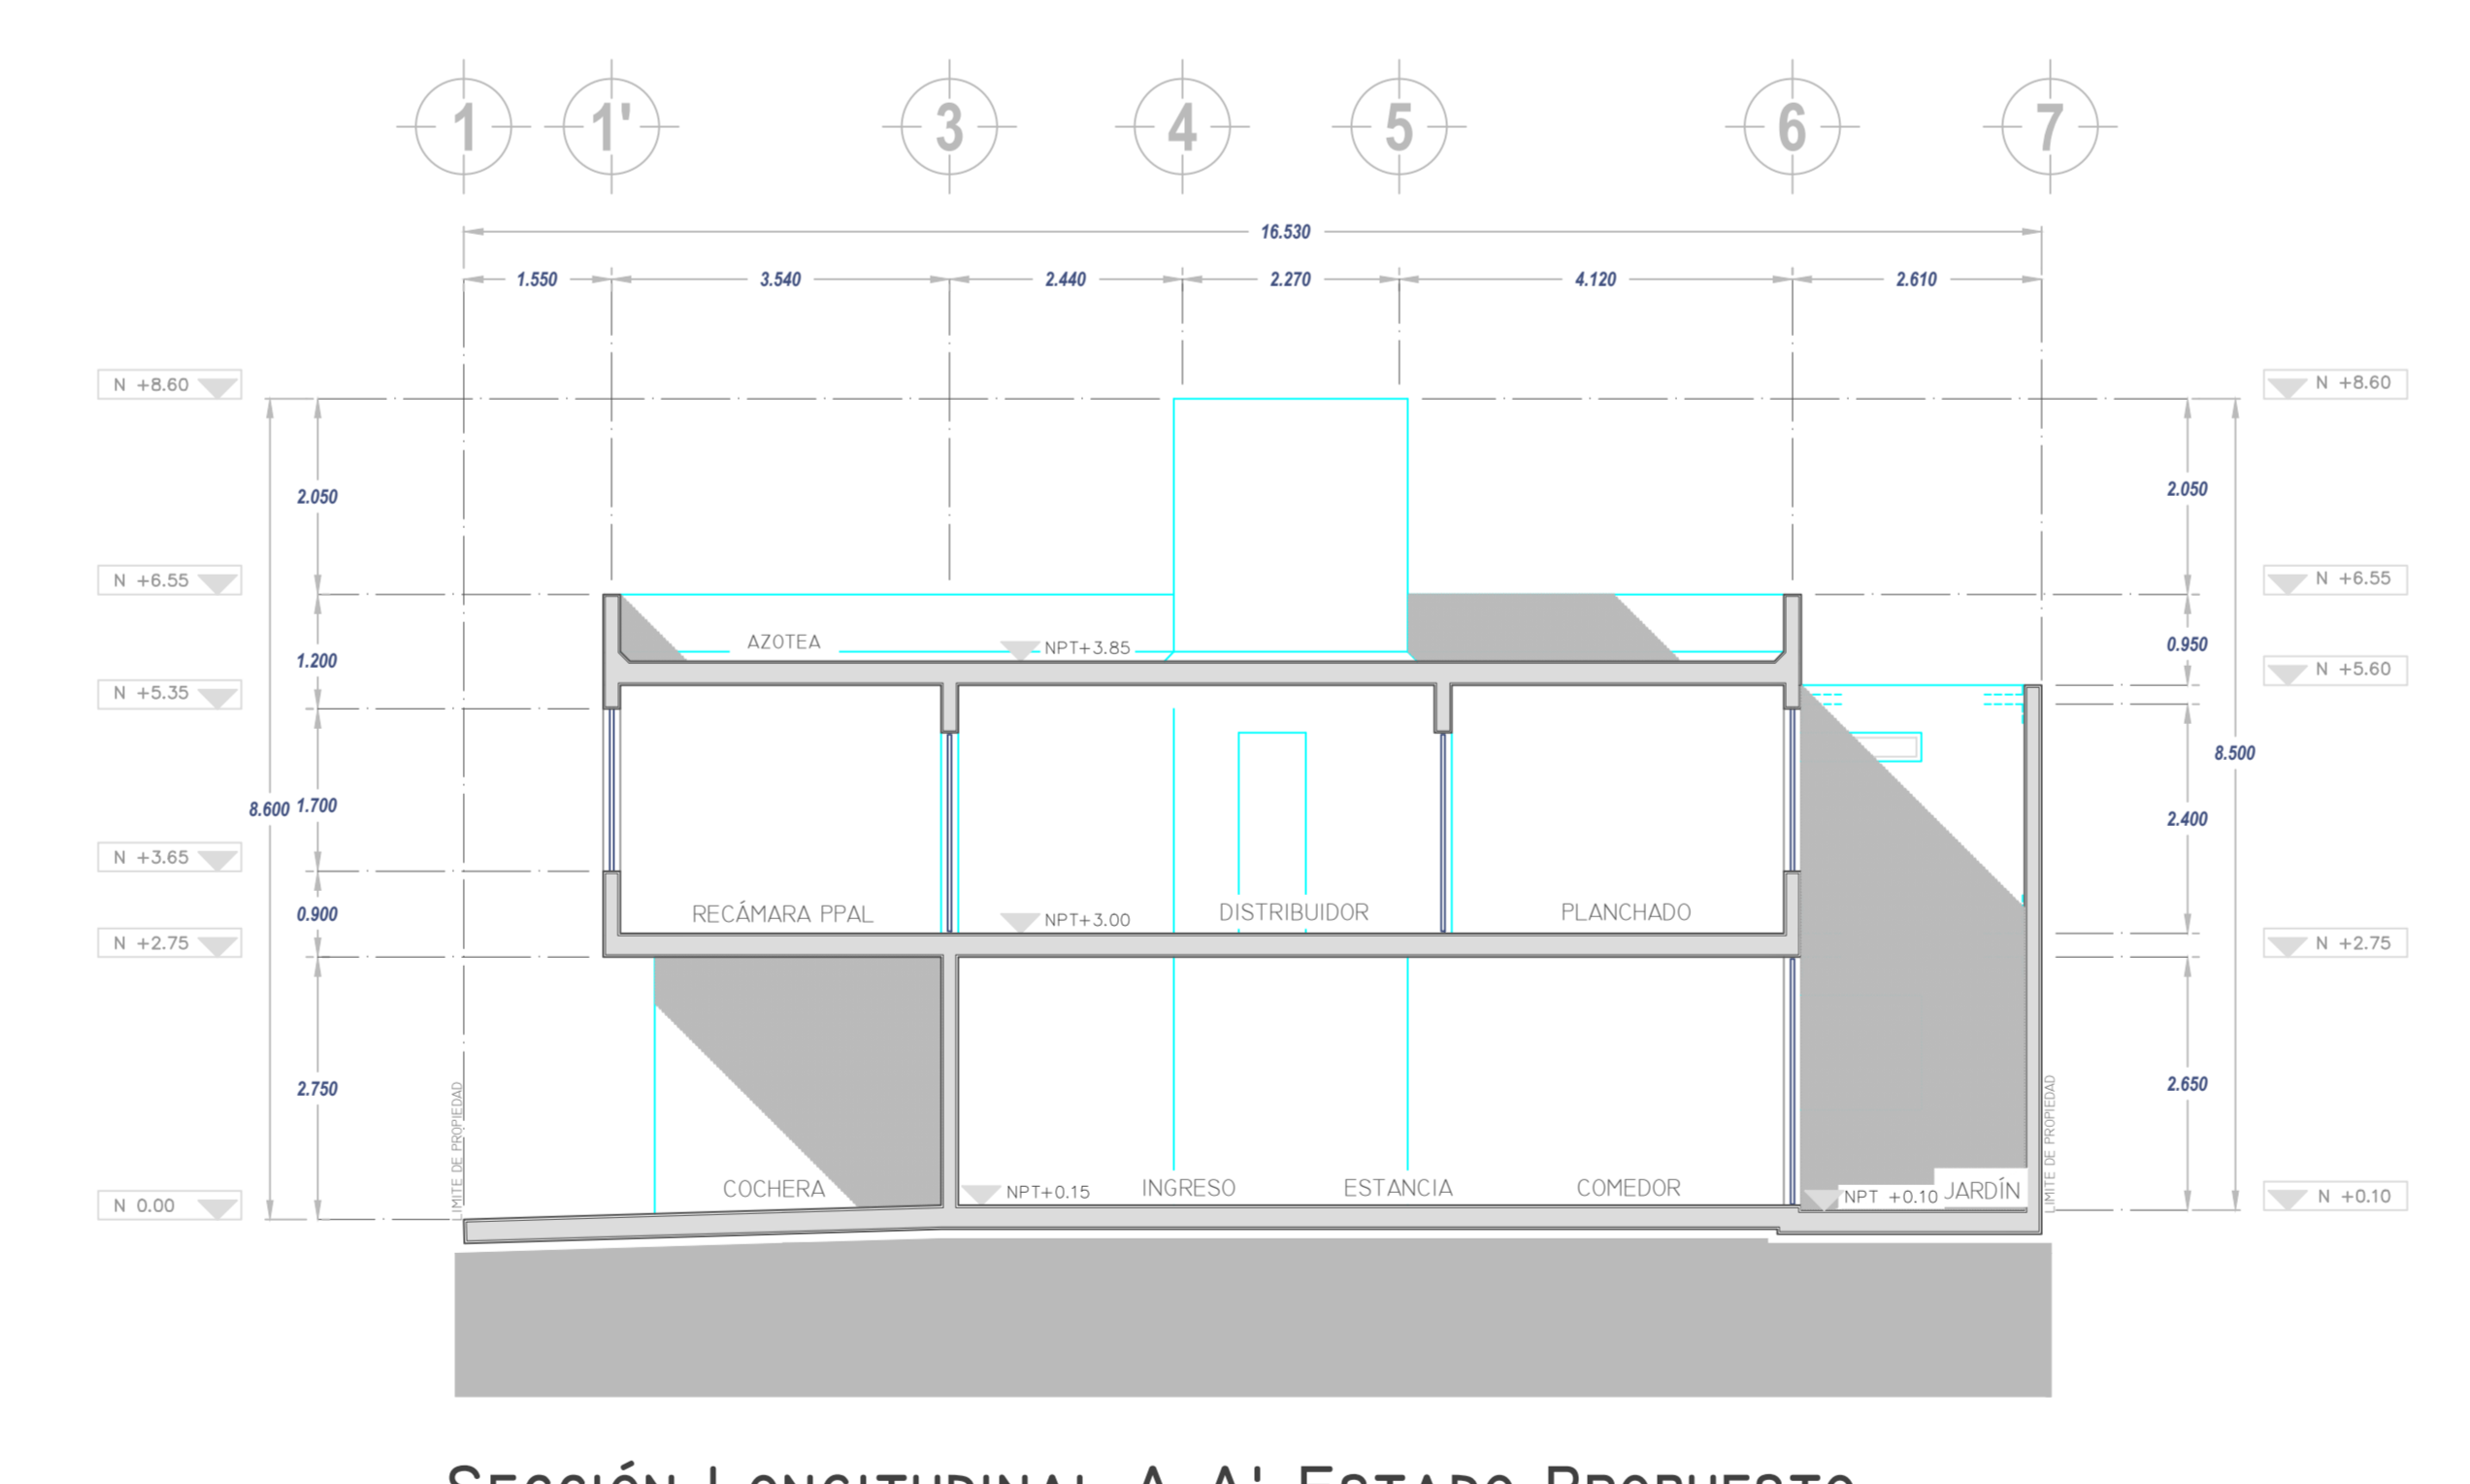 1 1' 3 4 5 6 7
16.530
1.550 3.540 2.440 2.270 4.120 2.610
N +8.60 N +8.60
2.050 2.050
N +6.55 N +6.55
AZOTEA NPT+3.85
1.200 0.950
N +5.35 N +5.60
8.500
8.600 1.700 2.400
N +3.65
0.900 RECÁMARA PPAL NPT+3.00 DISTRIBUIDOR PLANCHADO
N +2.75 N +2.75
2.750 2.650
LIMITE DE PROPIEDAD LIMITE DE PROPIEDAD
COCHERA NPT+0.15 INGRESO ESTANCIA COMEDOR NPT +0.10 JARDÍN
N 0.00 N +0.10
SECCIÓN LONGITUDINAL A-A' ESTADO PROPUESTO